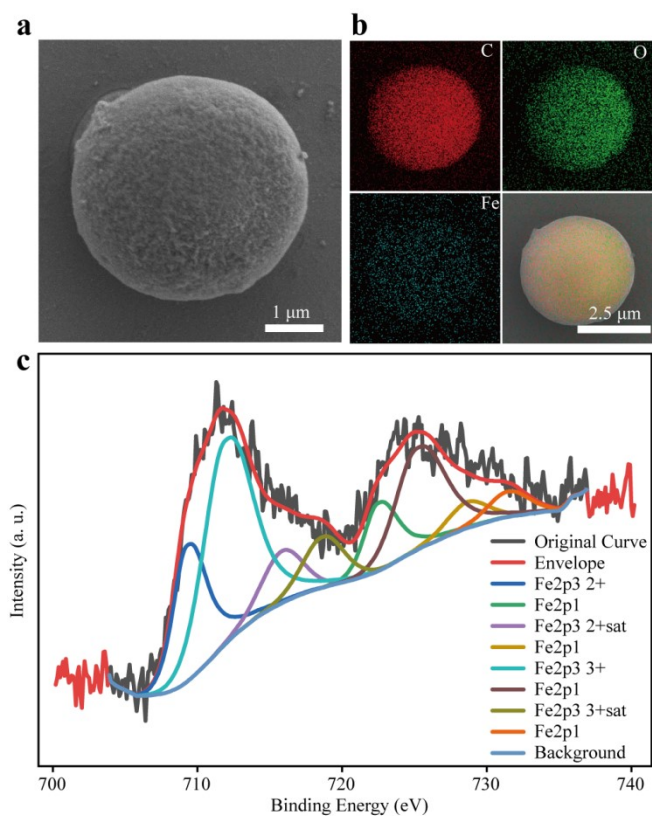 a
b
C
O
1 μm
Fe
2.5 μm
c
Intensity (a. u.)
Original Curve
Envelope
Fe2p3 2+
Fe2p1
Fe2p3 2+sat
Fe2p1
Fe2p3 3+
Fe2p1
Fe2p3 3+sat
Fe2p1
Background
700 710 720 730 740
Binding Energy (eV)